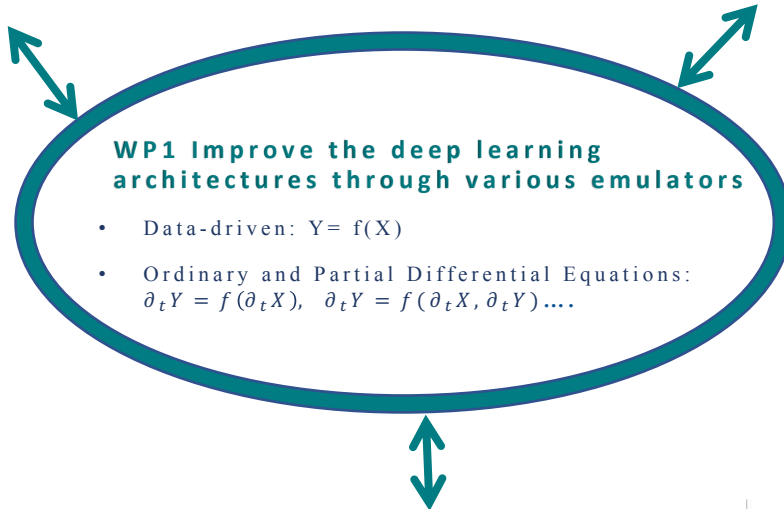 WP1 Improve the deep learning
architectures through various emulators
• Data-driven: Y= f(X)
• Ordinary and Partial Differential Equations:
∂ₜY = f(∂ₜX), ∂ₜY = f(∂ₜX, ∂ₜY)….